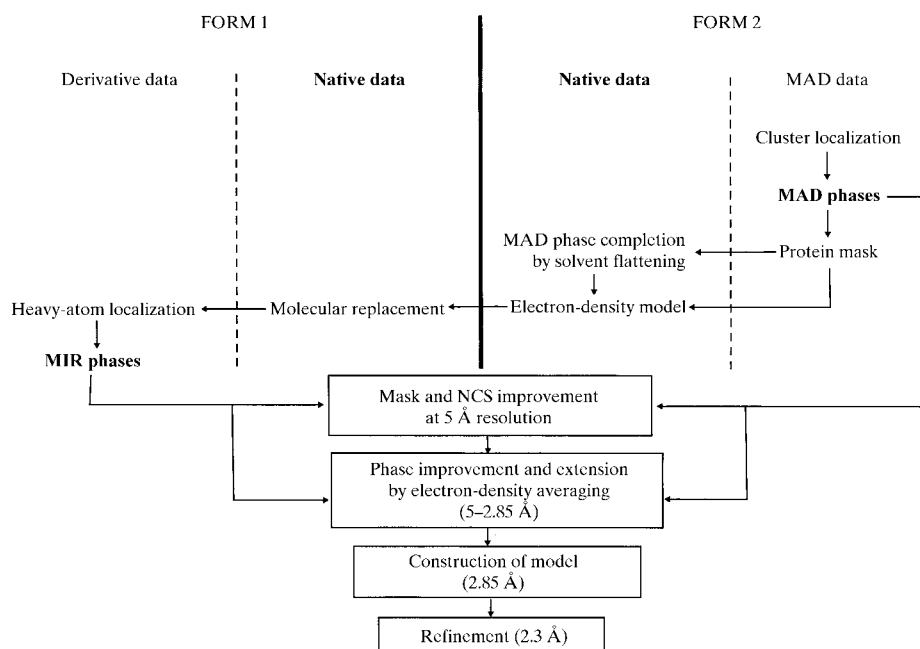 FORM 1
FORM 2
Derivative data
Native data
Native data
MAD data
Cluster localization
MAD phases
MAD phase completion
by solvent flattening
Protein mask
Heavy-atom localization
Molecular replacement
Electron-density model
MIR phases
Mask and NCS improvement
at 5 Å resolution
Phase improvement and extension
by electron-density averaging
(5–2.85 Å)
Construction of model
(2.85 Å)
Refinement (2.3 Å)